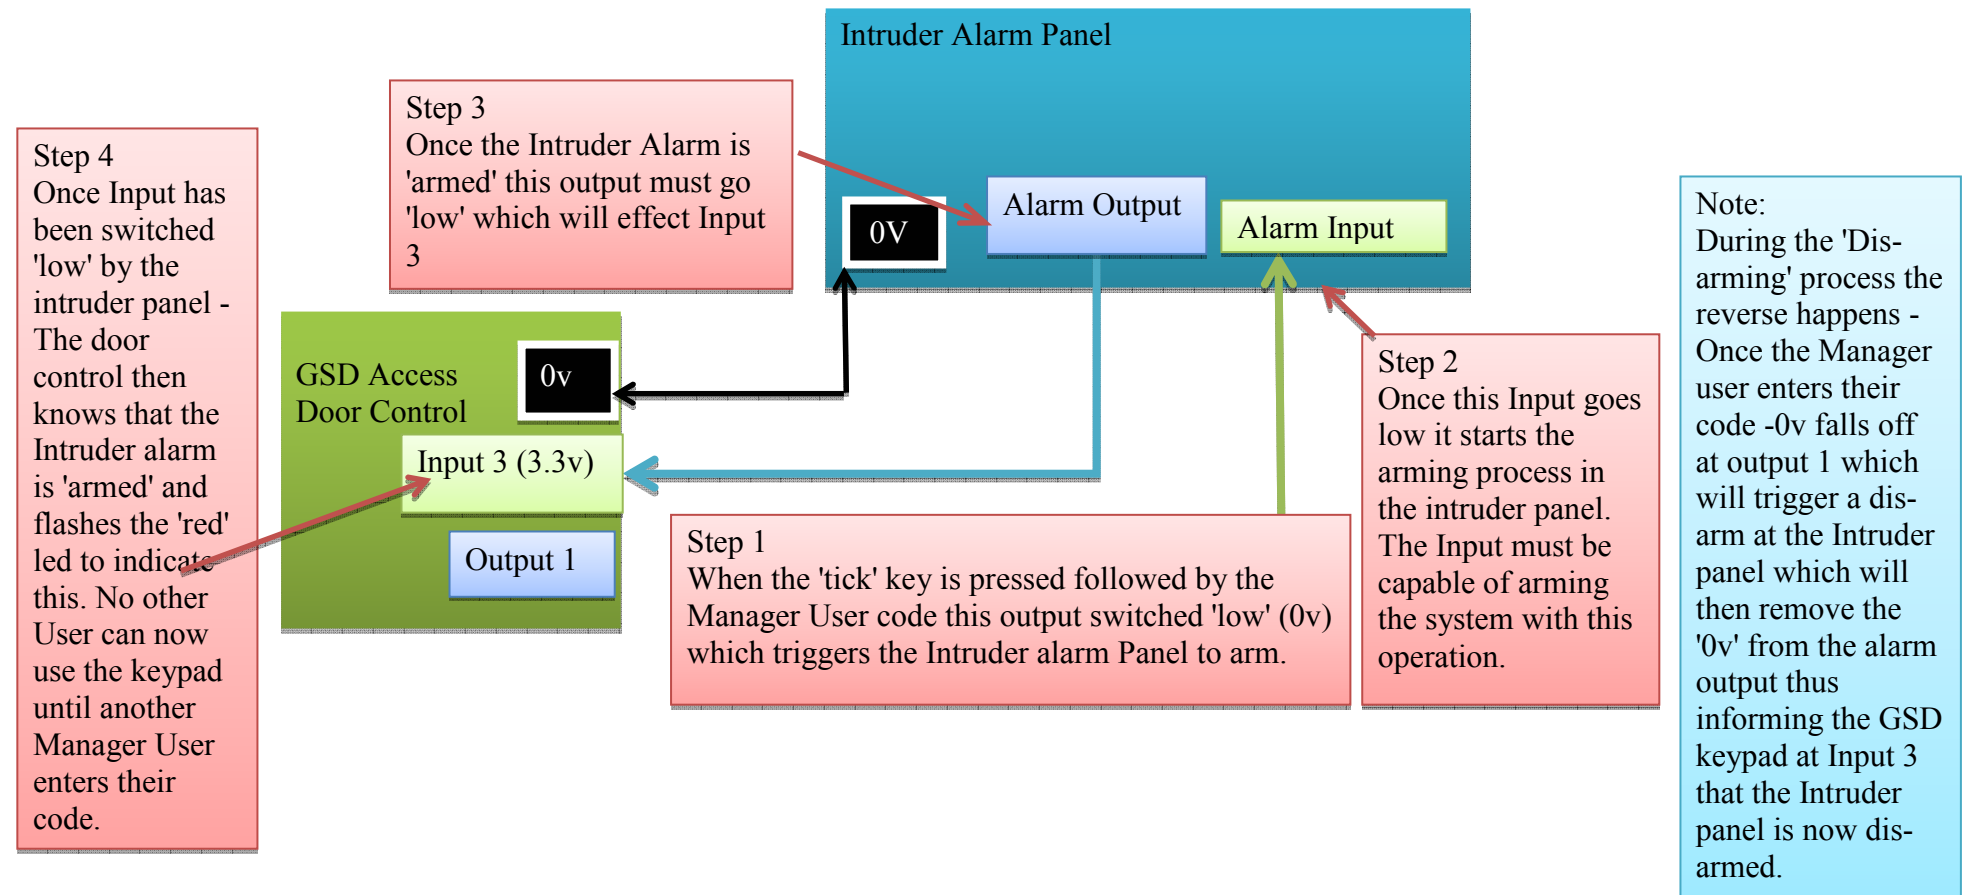 Intruder Alarm Panel
0V
Alarm Output
Alarm Input
Step 3
Once the Intruder Alarm is
'armed' this output must go
'low' which will effect Input
3
Step 4
Once Input has
been switched
'low' by the
intruder panel -
The door
control then
knows that the
Intruder alarm
is 'armed' and
flashes the 'red'
led to indicate
this. No other
User can now
use the keypad
until another
Manager User
enters their
code.
GSD Access
Door Control
0v
Input 3 (3.3v)
Output 1
Step 1
When the 'tick' key is pressed followed by the
Manager User code this output switched 'low' (0v)
which triggers the Intruder alarm Panel to arm.
Step 2
Once this Input goes
low it starts the
arming process in
the intruder panel.
The Input must be
capable of arming
the system with this
operation.
Note:
During the 'Dis-
arming' process the
reverse happens -
Once the Manager
user enters their
code -0v falls off
at output 1 which
will trigger a dis-
arm at the Intruder
panel which will
then remove the
'0v' from the alarm
output thus
informing the GSD
keypad at Input 3
that the Intruder
panel is now dis-
armed.